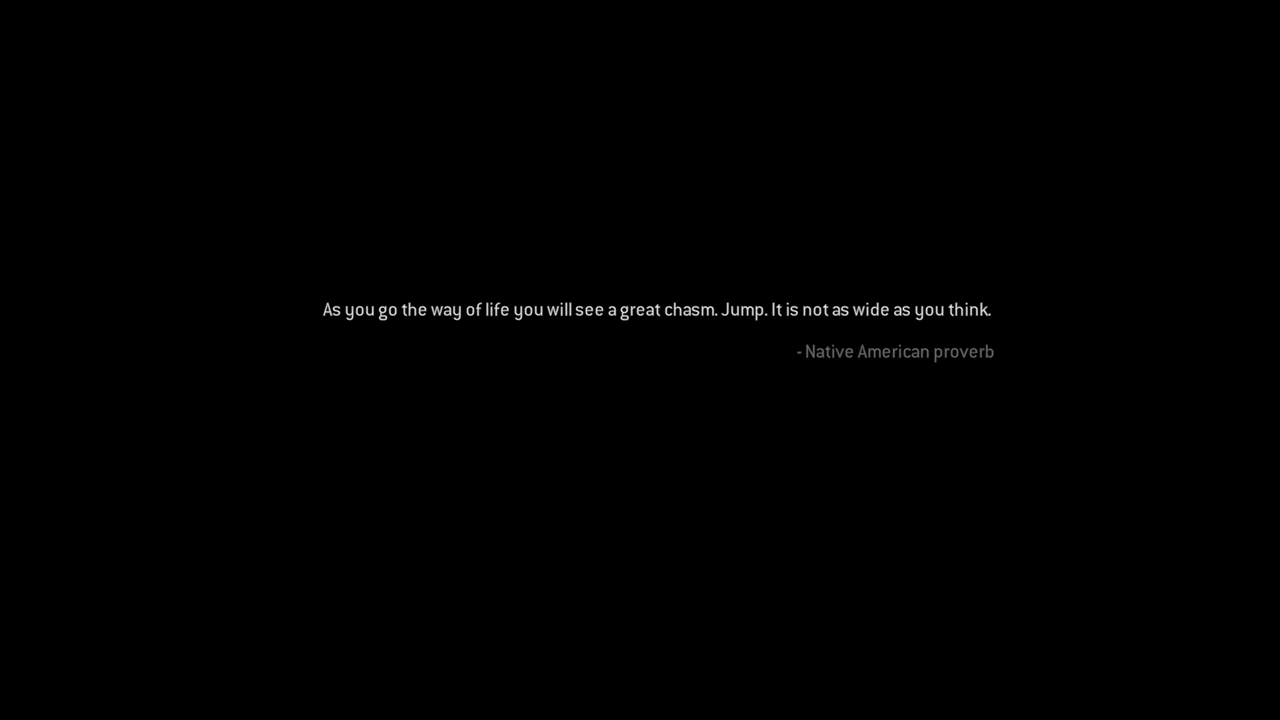 As you go the way of life you will see a great chasm. Jump. It is not as wide as you think.
- Native American proverb